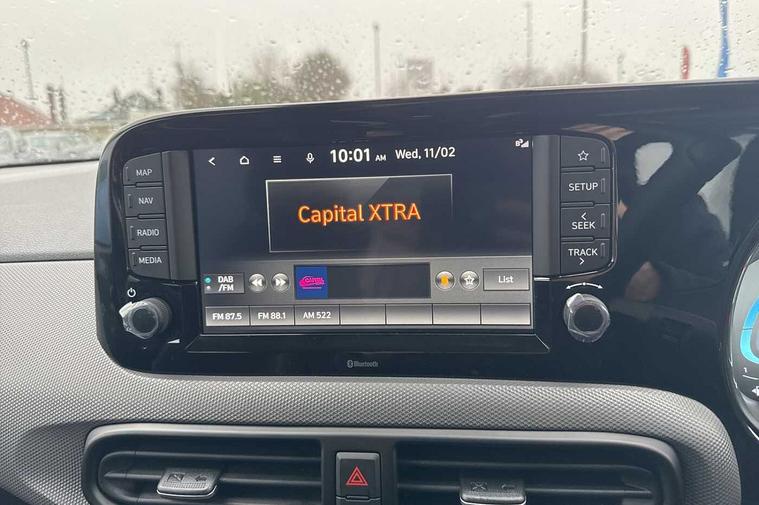 10:01 AM Wed, 11/02
MAP
NAV
RADIO
MEDIA
Capital XTRA
SETUP
SEEK
TRACK
DAB
/FM
List
FM 87.5 FM 88.1 AM 522
Bluetooth